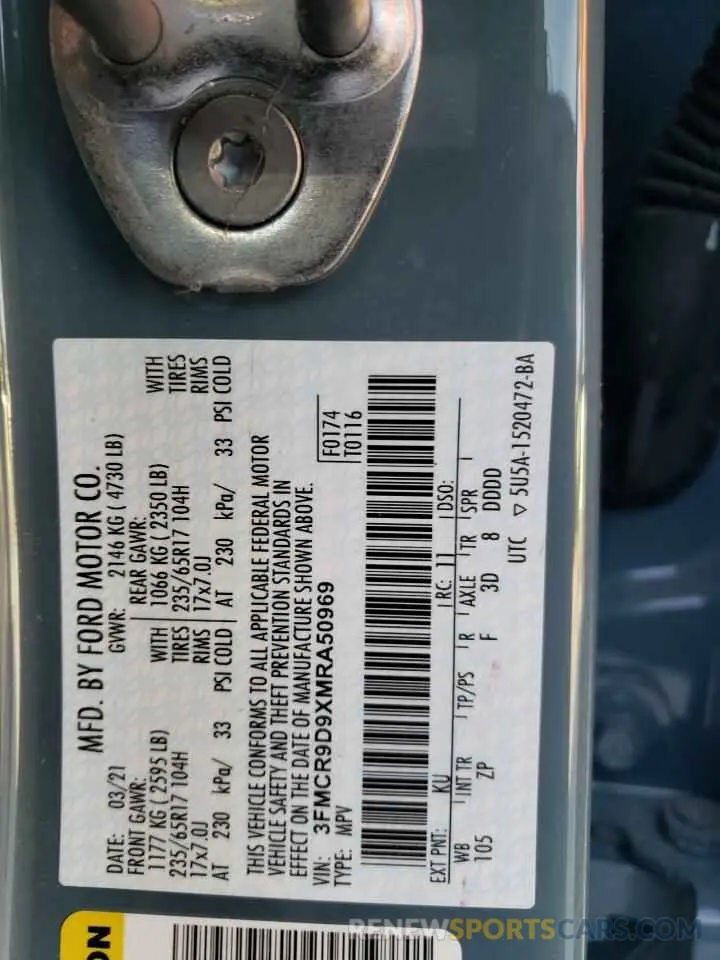 MFD. BY FORD MOTOR CO.
DATE: 03/21 GVWR: 2146 KG ( 4730 LB)
FRONT GAWR: REAR GAWR:
1177 KG ( 2595 LB) WITH 1066 KG ( 2350 LB) WITH
235/65R17 104H TIRES 235/65R17 104H TIRES
17x7.0J RIMS 17x7.0J RIMS
AT 230 kPa/ 33 PSI COLD AT 230 kPa/ 33 PSI COLD
THIS VEHICLE CONFORMS TO ALL APPLICABLE FEDERAL MOTOR
VEHICLE SAFETY AND THEFT PREVENTION STANDARDS IN
EFFECT ON THE DATE OF MANUFACTURE SHOWN ABOVE.
VIN: 3FMCR9D9XMRA50969 F0174
TYPE: MPV T0116
EXT PNT: KU RC: 11 DSO:
WB INT TR TP/PS R AXLE TR SPR
105 ZP F 3D 8 DDDD
UTC ▽ 5U5A-1520472-BA
ON
RENEWSPORTSCARS.COM